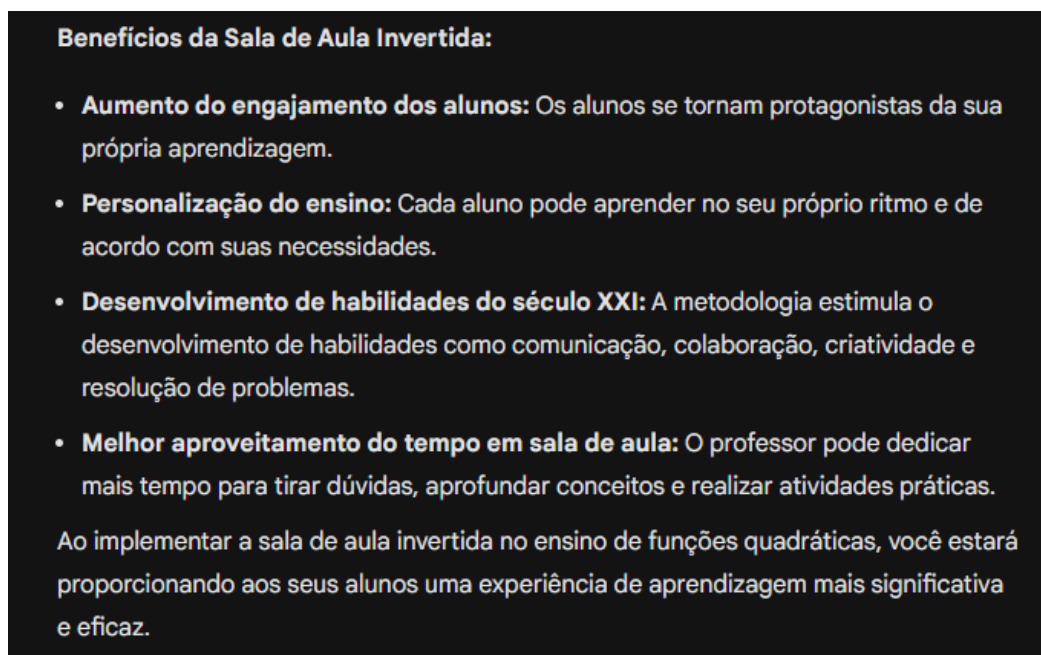 Benefícios da Sala de Aula Invertida:
• Aumento do engajamento dos alunos: Os alunos se tornam protagonistas da sua
própria aprendizagem.
• Personalização do ensino: Cada aluno pode aprender no seu próprio ritmo e de
acordo com suas necessidades.
• Desenvolvimento de habilidades do século XXI: A metodologia estimula o
desenvolvimento de habilidades como comunicação, colaboração, criatividade e
resolução de problemas.
• Melhor aproveitamento do tempo em sala de aula: O professor pode dedicar
mais tempo para tirar dúvidas, aprofundar conceitos e realizar atividades práticas.
Ao implementar a sala de aula invertida no ensino de funções quadráticas, você estará
proporcionando aos seus alunos uma experiência de aprendizagem mais significativa
e eficaz.